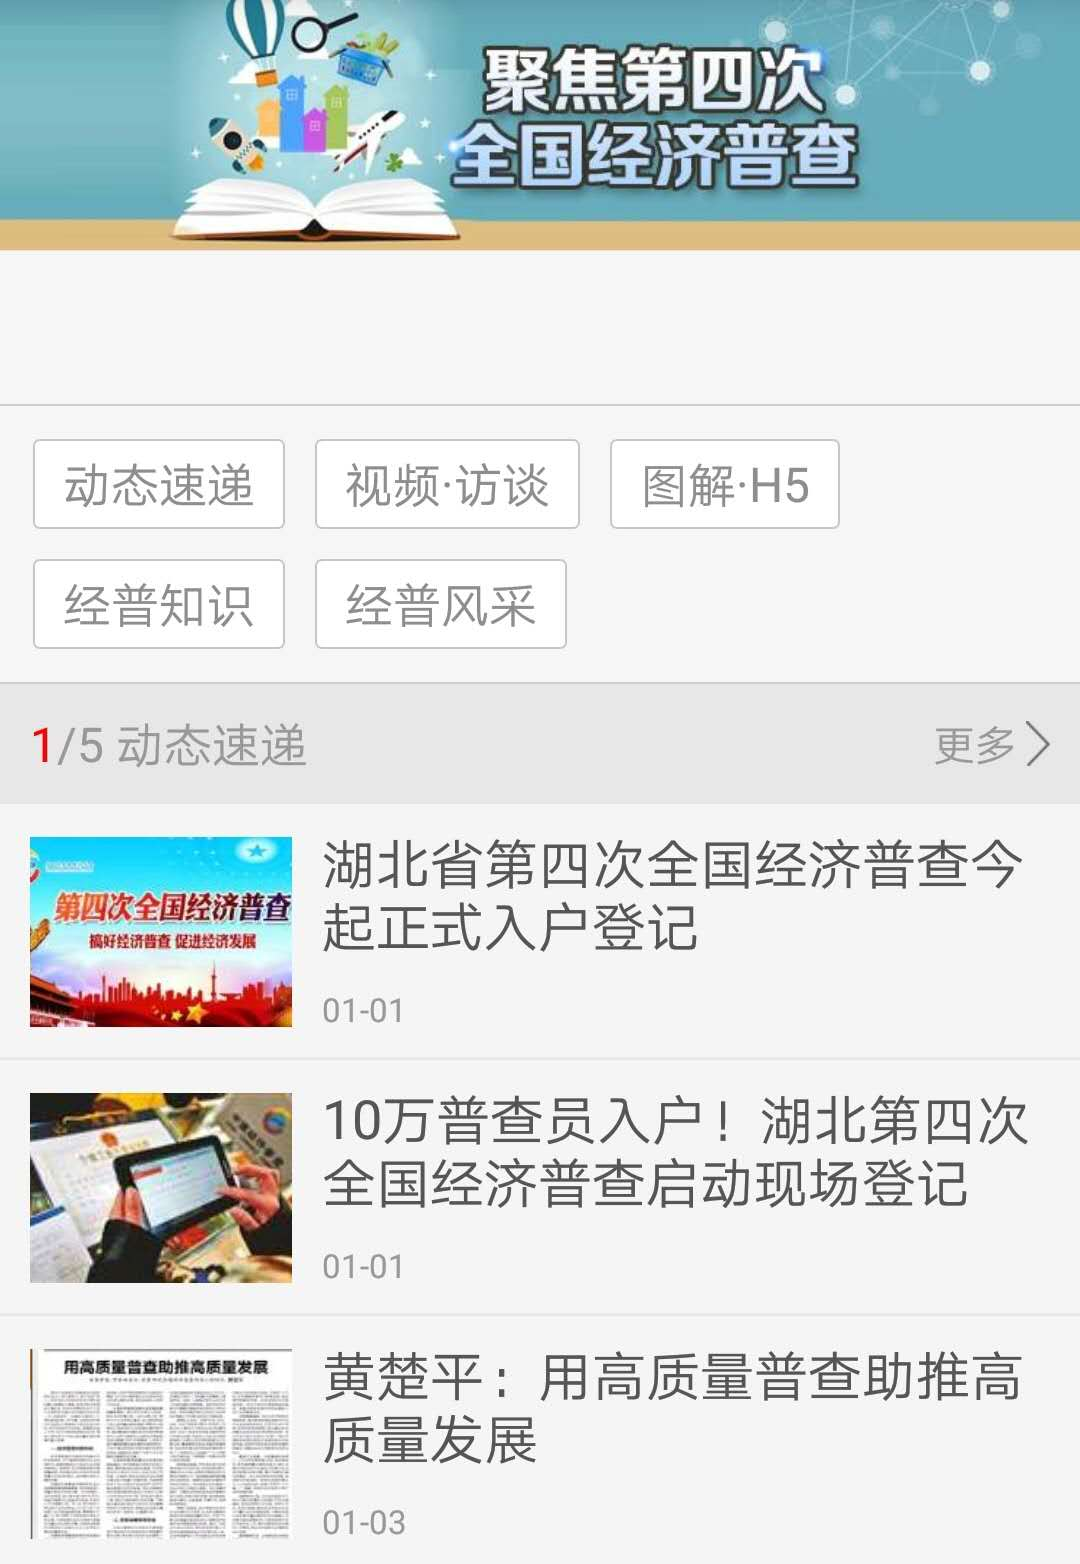 聚焦第四次
全国经济普查
动态速递
视频·访谈
图解·H5
经普知识
经普风采
1/5 动态速递
更多
第四次全国经济普查
搞好经济普查 促进经济发展
湖北省第四次全国经济普查今
起正式入户登记
01-01
10万普查员入户！湖北第四次
全国经济普查启动现场登记
01-01
用高质量普查助推高质量发展
黄楚平：用高质量普查助推高
质量发展
01-03